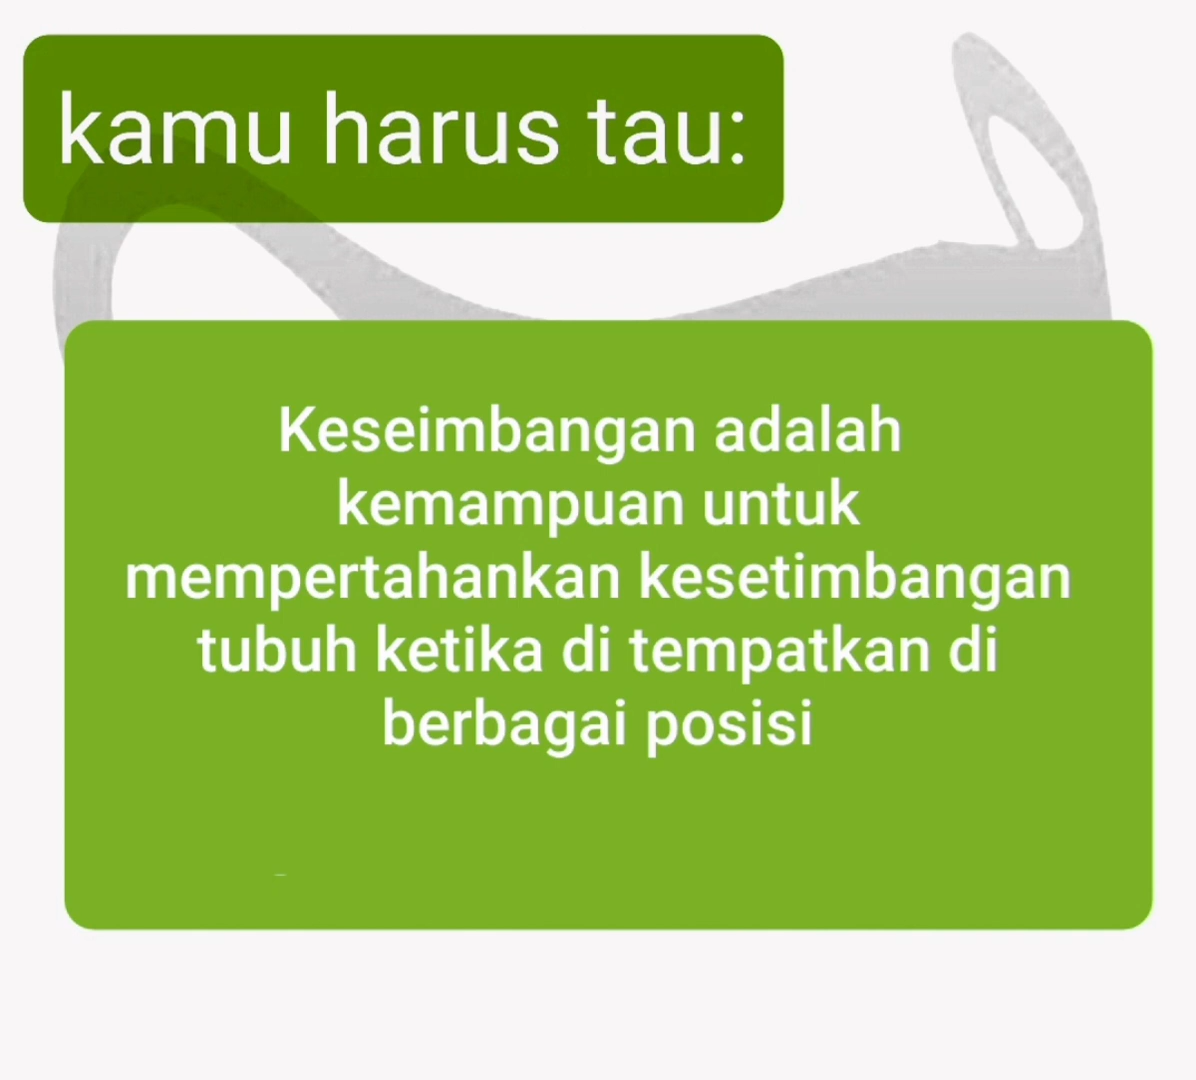 kamu harus tau:
Keseimbangan adalah
kemampuan untuk
mempertahankan kesetimbangan
tubuh ketika di tempatkan di
berbagai posisi